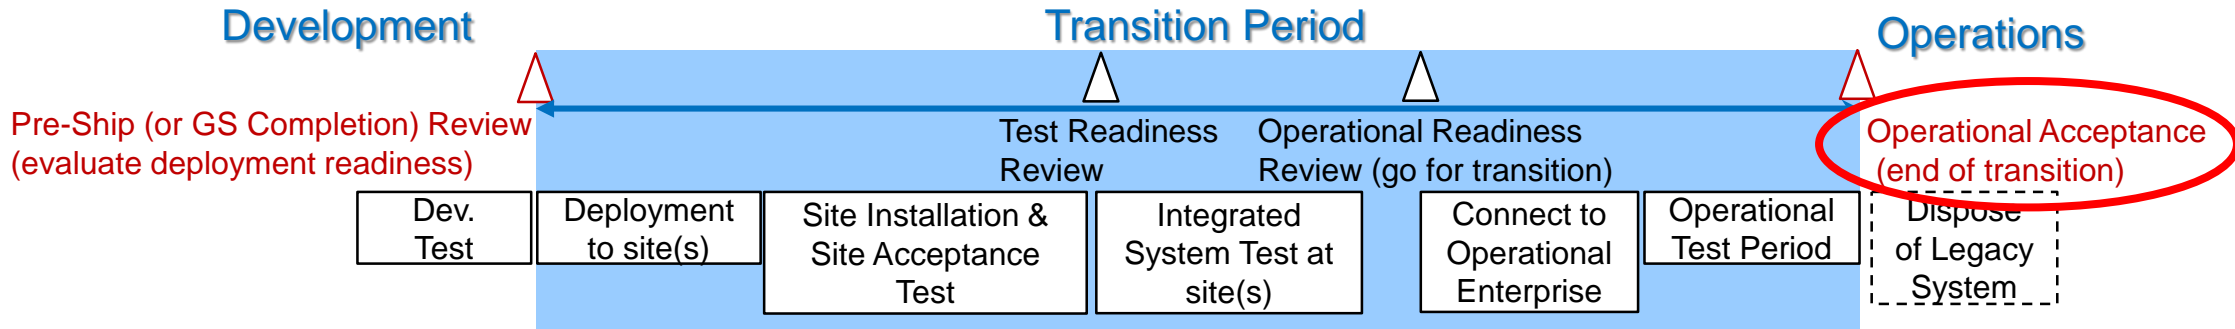 Development
Transition Period
Operations
Pre-Ship (or GS Completion) Review
(evaluate deployment readiness)
Test Readiness
Review
Operational Readiness
Review (go for transition)
Operational Acceptance
(end of transition)
Dev.
Test
Deployment
to site(s)
Site Installation &
Site Acceptance
Test
Integrated
System Test at
site(s)
Connect to
Operational
Enterprise
Operational
Test Period
Dispose
of Legacy
System